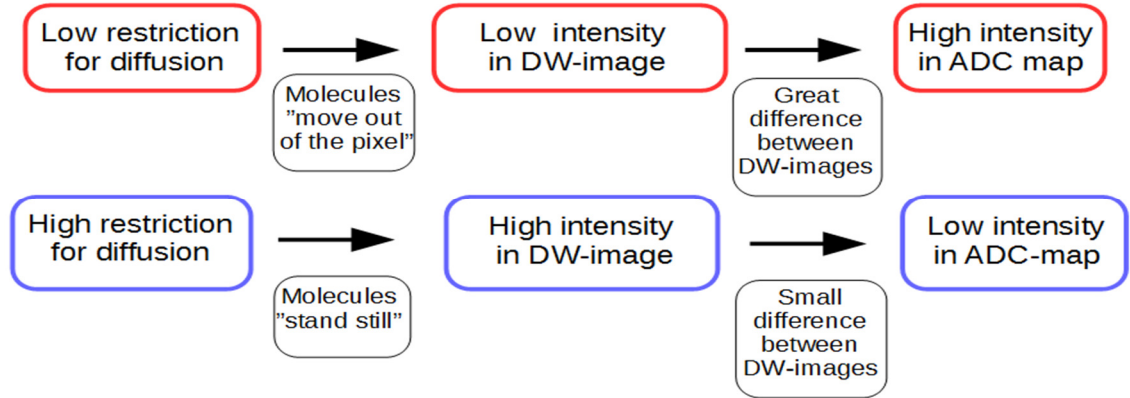 Low restriction
for diffusion
Molecules
”move out
of the pixel”
Low intensity
in DW-image
Great
difference
between
DW-images
High intensity
in ADC map
High restriction
for diffusion
Molecules
”stand still”
High intensity
in DW-image
Small
difference
between
DW-images
Low intensity
in ADC-map